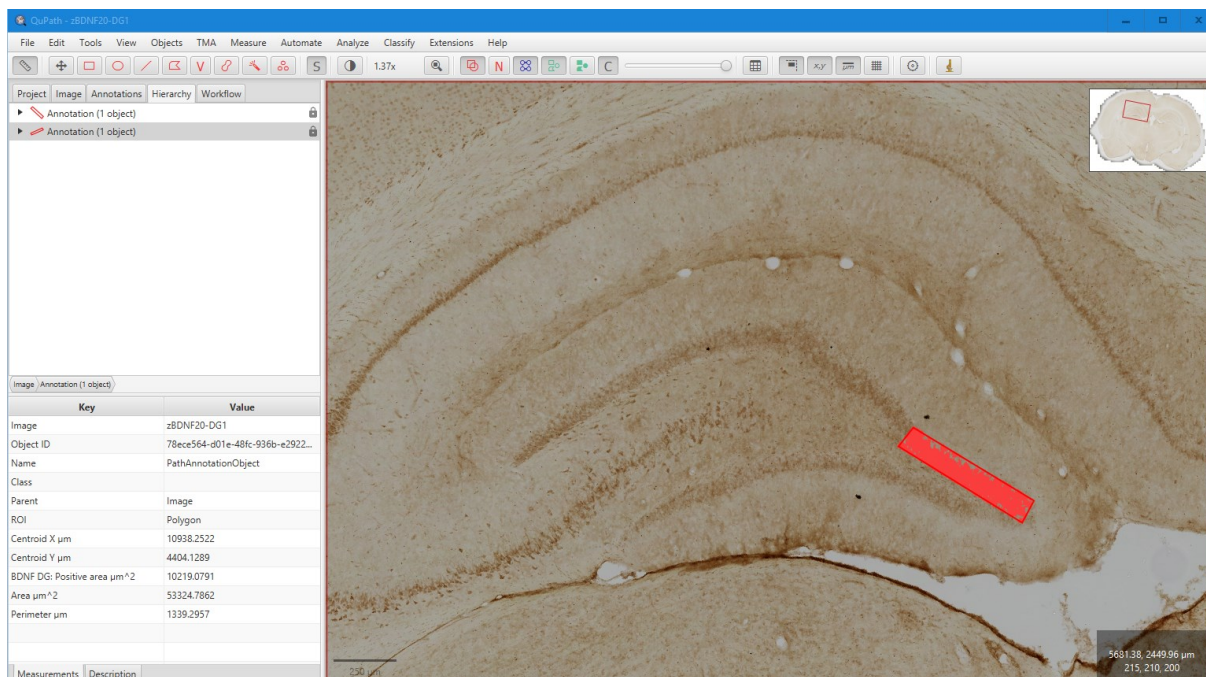 QuPath - zBDNF20-DG1
File Edit Tools View Objects TMA Measure Automate Analyze Classify Extensions Help
V S 1.37x N C x,y µm
Project Image Annotations Hierarchy Workflow
Annotation (1 object)
Annotation (1 object)
Image Annotation (1 object)
Key Value
Image zBDNF20-DG1
Object ID 78ece564-d01e-48fc-936b-e2922...
Name PathAnnotationObject
Class
Parent Image
ROI Polygon
Centroid X µm 10938.2522
Centroid Y µm 4404.1289
BDNF DG: Positive area µm^2 10219.0791
Area µm^2 53324.7862
Perimeter µm 1339.2957
Measurements Description
250 µm
5681.38, 2449.96 µm
215, 210, 200